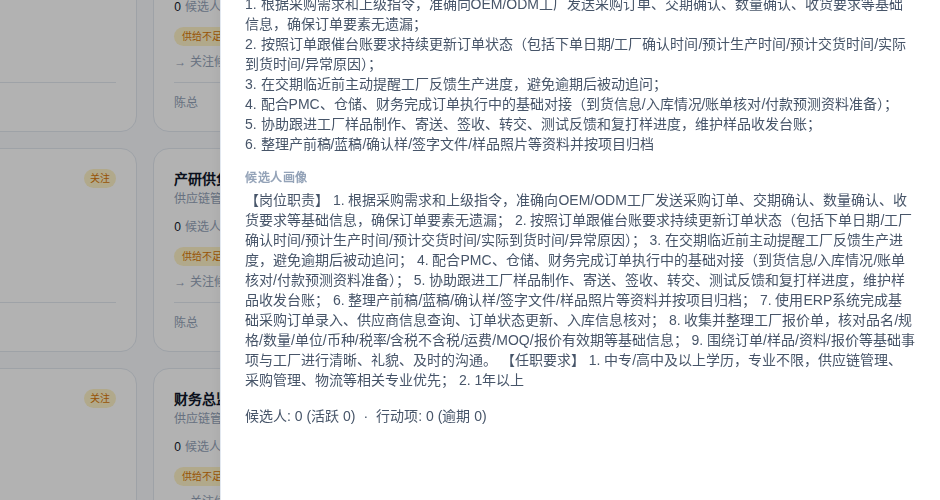 0 候选人
供给不足
→ 关注候
陈总
关注
产研供
供应链管
0 候选人
供给不足
→ 关注候
陈总
关注
财务总监
供应链管
0 候选人
供给不足
1. 根据采购需求和上级指令，准确向OEM/ODM工厂发送采购订单、交期确认、数量确认、收货要求等基础
信息，确保订单要素无遗漏；
2. 按照订单跟催台账要求持续更新订单状态（包括下单日期/工厂确认时间/预计生产时间/预计交货时间/实际
到货时间/异常原因）；
3. 在交期临近前主动提醒工厂反馈生产进度，避免逾期后被动追问；
4. 配合PMC、仓储、财务完成订单执行中的基础对接（到货信息/入库情况/账单核对/付款预测资料准备）；
5. 协助跟进工厂样品制作、寄送、签收、转交、测试反馈和复打样进度，维护样品收发台账；
6. 整理产前稿/蓝稿/确认样/签字文件/样品照片等资料并按项目归档
候选人画像
【岗位职责】 1. 根据采购需求和上级指令，准确向OEM/ODM工厂发送采购订单、交期确认、数量确认、收
货要求等基础信息，确保订单要素无遗漏； 2. 按照订单跟催台账要求持续更新订单状态（包括下单日期/工厂
确认时间/预计生产时间/预计交货时间/实际到货时间/异常原因）； 3. 在交期临近前主动提醒工厂反馈生产进
度，避免逾期后被动追问； 4. 配合PMC、仓储、财务完成订单执行中的基础对接（到货信息/入库情况/账单
核对/付款预测资料准备）； 5. 协助跟进工厂样品制作、寄送、签收、转交、测试反馈和复打样进度，维护样
品收发台账； 6. 整理产前稿/蓝稿/确认样/签字文件/样品照片等资料并按项目归档； 7. 使用ERP系统完成基
础采购订单录入、供应商信息查询、订单状态更新、入库信息核对； 8. 收集并整理工厂报价单，核对品名/规
格/数量/单位/币种/税率/含税不含税/运费/MOQ/报价有效期等基础信息； 9. 围绕订单/样品/资料/报价等基础事
项与工厂进行清晰、礼貌、及时的沟通。 【任职要求】 1. 中专/高中及以上学历，专业不限，供应链管理、
采购管理、物流等相关专业优先； 2. 1年以上
候选人: 0 (活跃 0) · 行动项: 0 (逾期 0)